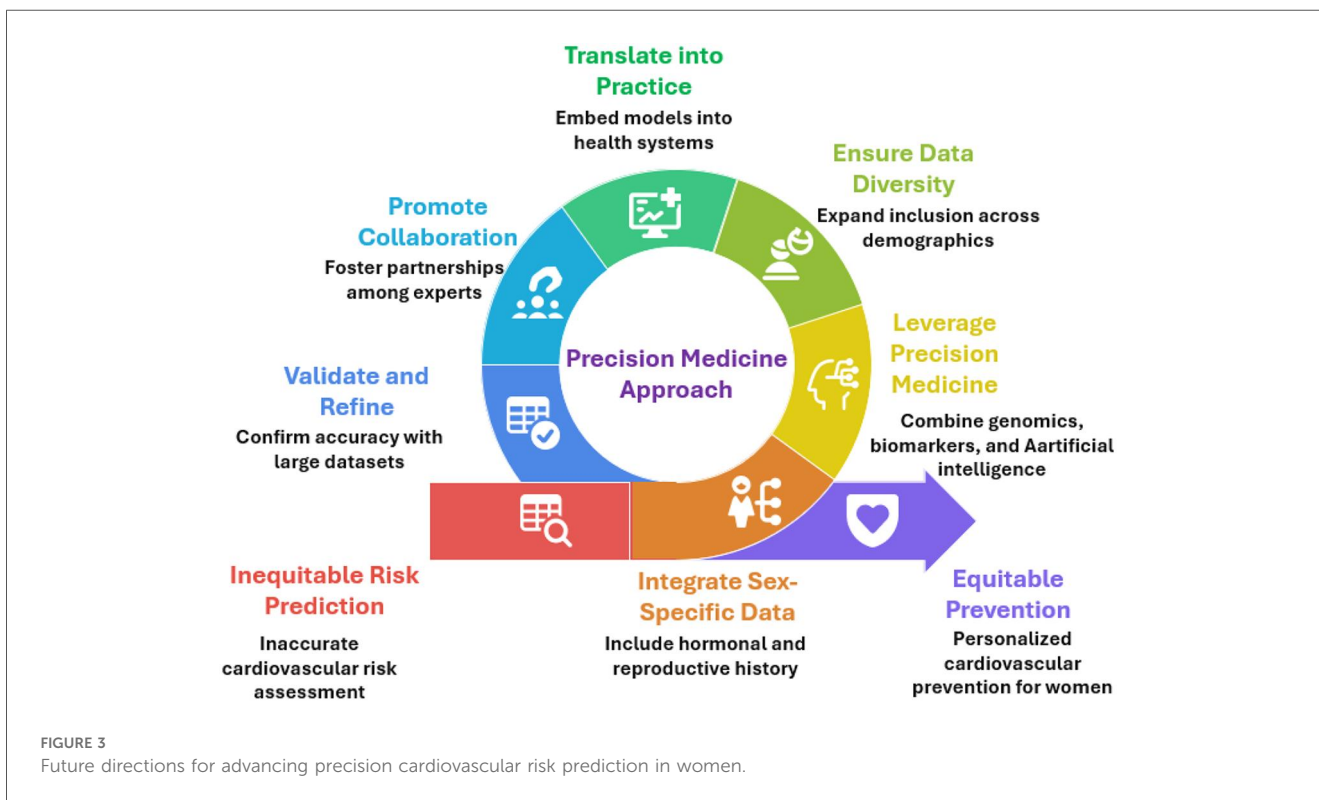 Translate into
Practice
Embed models into
health systems
Ensure Data
Diversity
Expand inclusion across
demographics
Promote
Collaboration
Foster partnerships
among experts
Leverage
Precision
Medicine
Combine genomics,
biomarkers, and Aartificial
intelligence
Precision Medicine
Approach
Validate and
Refine
Confirm accuracy with
large datasets
Inequitable Risk
Prediction
Inaccurate
cardiovascular risk
assessment
Integrate Sex-
Specific Data
Include hormonal and
reproductive history
Equitable
Prevention
Personalized
cardiovascular
prevention for women
FIGURE 3
Future directions for advancing precision cardiovascular risk prediction in women.